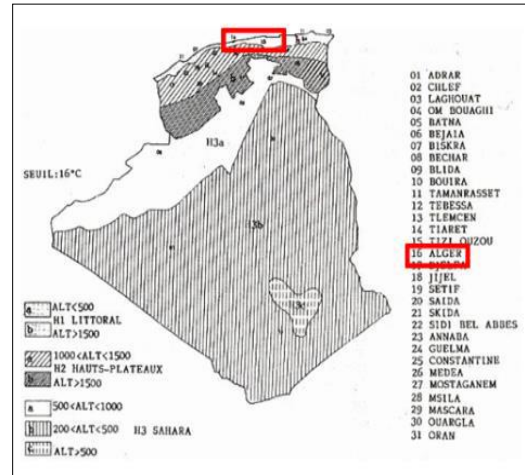 H3a
H3b
SEUIL:16°C
a ALT<500
H1 LITTORAL
b ALT>1500
1000<ALT<1500
H2 HAUTS-PLATEAUX
b ALT>1500
a 500<ALT<1000
b 200<ALT<500 H3 SAHARA
c ALT>500
01 ADRAR
02 CHLEF
03 LAGHOUAT
04 OM BOUAGHI
05 BATNA
06 BEJAIA
07 BISKRA
08 BECHAR
09 BLIDA
10 BOUIRA
11 TAMANRASSET
12 TEBESSA
13 TLEMCEN
14 TIARET
15 TIZI OUZOU
16 ALGER
17 DJELFA
18 JIJEL
19 SETIF
20 SAIDA
21 SKIDA
22 SIDI BEL ABBES
23 ANNABA
24 GUELMA
25 CONSTANTINE
26 MEDEA
27 MOSTAGANEM
28 MSILA
29 MASCARA
30 OUARGLA
31 ORAN